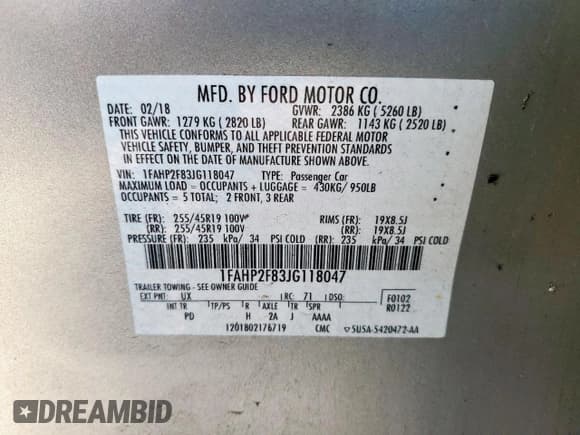 MFD. BY FORD MOTOR CO.
DATE: 02/18 GVWR: 2386 KG ( 5260 LB)
FRONT GAWR: 1279 KG ( 2820 LB) REAR GAWR: 1143 KG ( 2520 LB)
THIS VEHICLE CONFORMS TO ALL APPLICABLE FEDERAL MOTOR
VEHICLE SAFETY, BUMPER, AND THEFT PREVENTION STANDARDS
IN EFFECT ON THE DATE OF MANUFACTURE SHOWN ABOVE.
VIN: 1FAHP2F83JG118047 TYPE: Passenger Car
MAXIMUM LOAD = OCCUPANTS + LUGGAGE = 430KG/ 950LB
OCCUPANTS = 5 TOTAL; 2 FRONT, 3 REAR
TIRE (FR): 255/45R19 100V RIMS (FR): 19X8.5J
(RR): 255/45R19 100V (RR): 19X8.5J
PRESSURE (FR): 235 kPa/ 34 PSI COLD (RR): 235 kPa/ 34 PSI COLD
1FAHP2F83JG118047
TRAILER TOWING - SEE OWNER GUIDE
EXT PNT: UX RC: 71 DSO:
INT TR TP/PS R AXLE TR SPR
PD H 2A J AAAA
F0102
R0122
1201802176719 CMC 5U5A-5420472-AA
DREAMBID